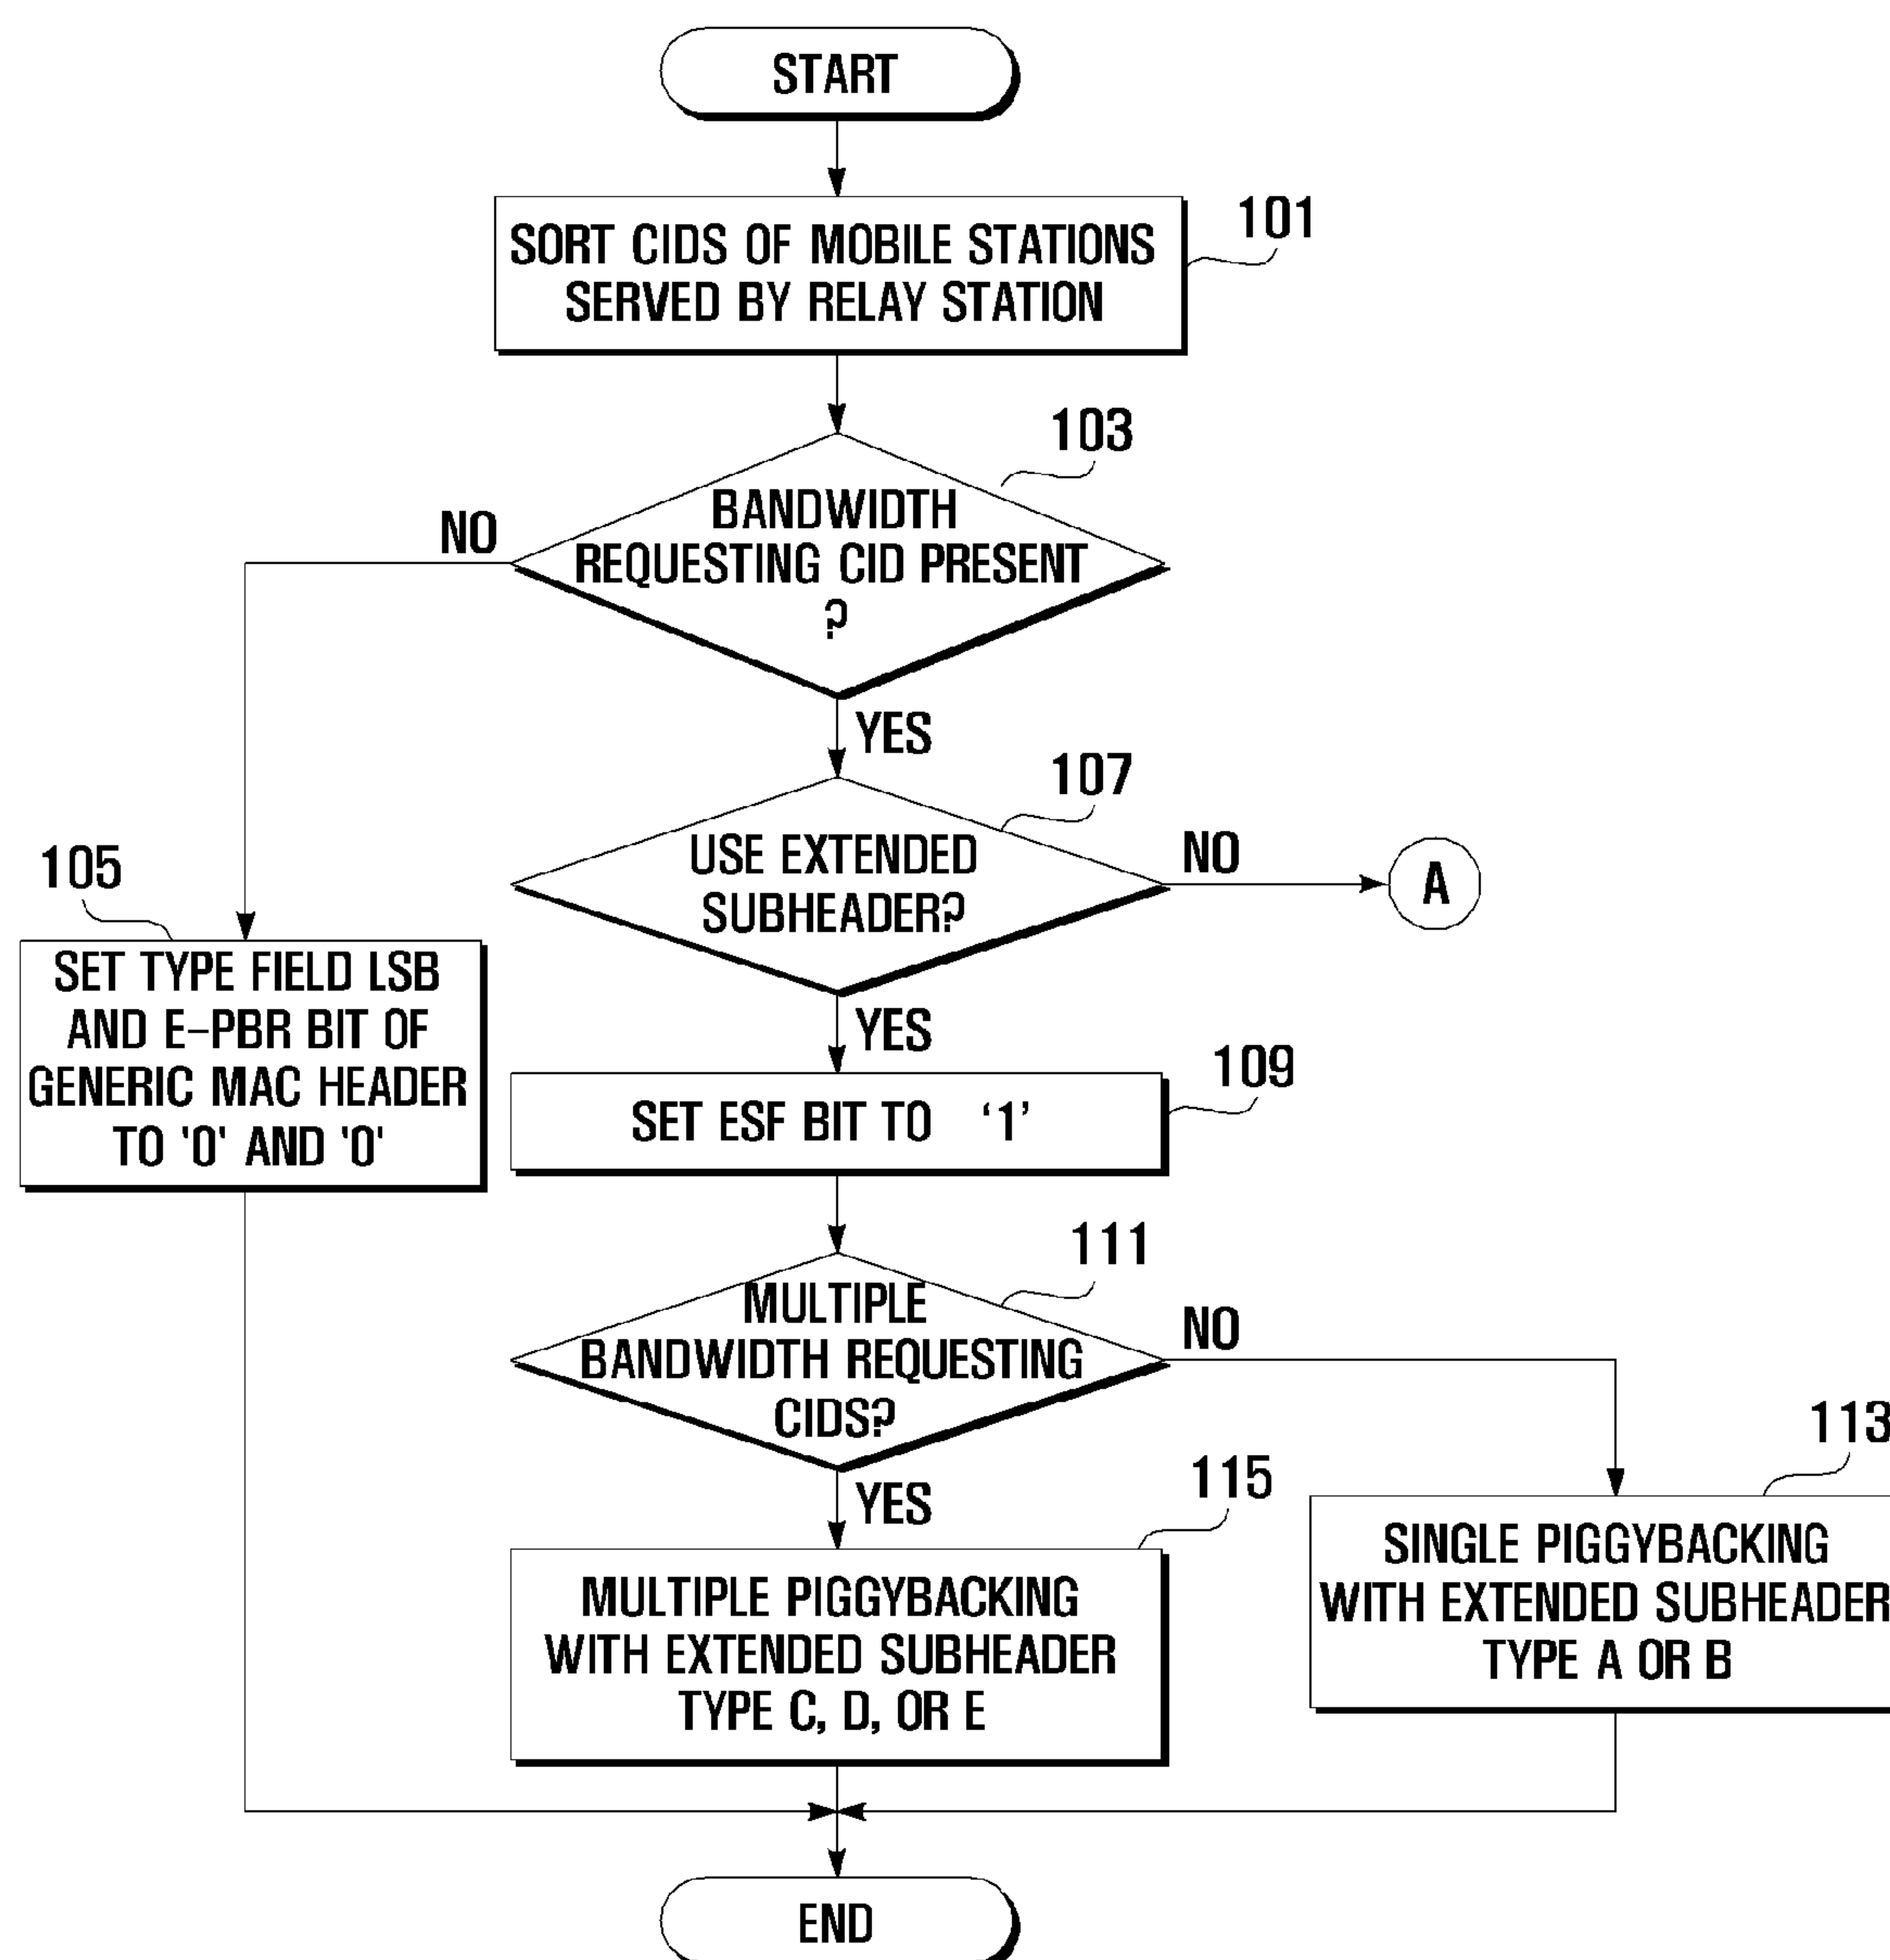 START
101
SORT CIDS OF MOBILE STATIONS
SERVED BY RELAY STATION
103
BANDWIDTH
REQUESTING CID PRESENT
?
NO
YES
107
USE EXTENDED
SUBHEADER?
NO
A
105
SET TYPE FIELD LSB
AND E-PBR BIT OF
GENERIC MAC HEADER
TO '0' AND '0'
YES
109
SET ESF BIT TO '1'
111
MULTIPLE
BANDWIDTH REQUESTING
CIDS?
NO
YES
113
SINGLE PIGGYBACKING
WITH EXTENDED SUBHEADER
TYPE A OR B
115
MULTIPLE PIGGYBACKING
WITH EXTENDED SUBHEADER
TYPE C, D, OR E
END